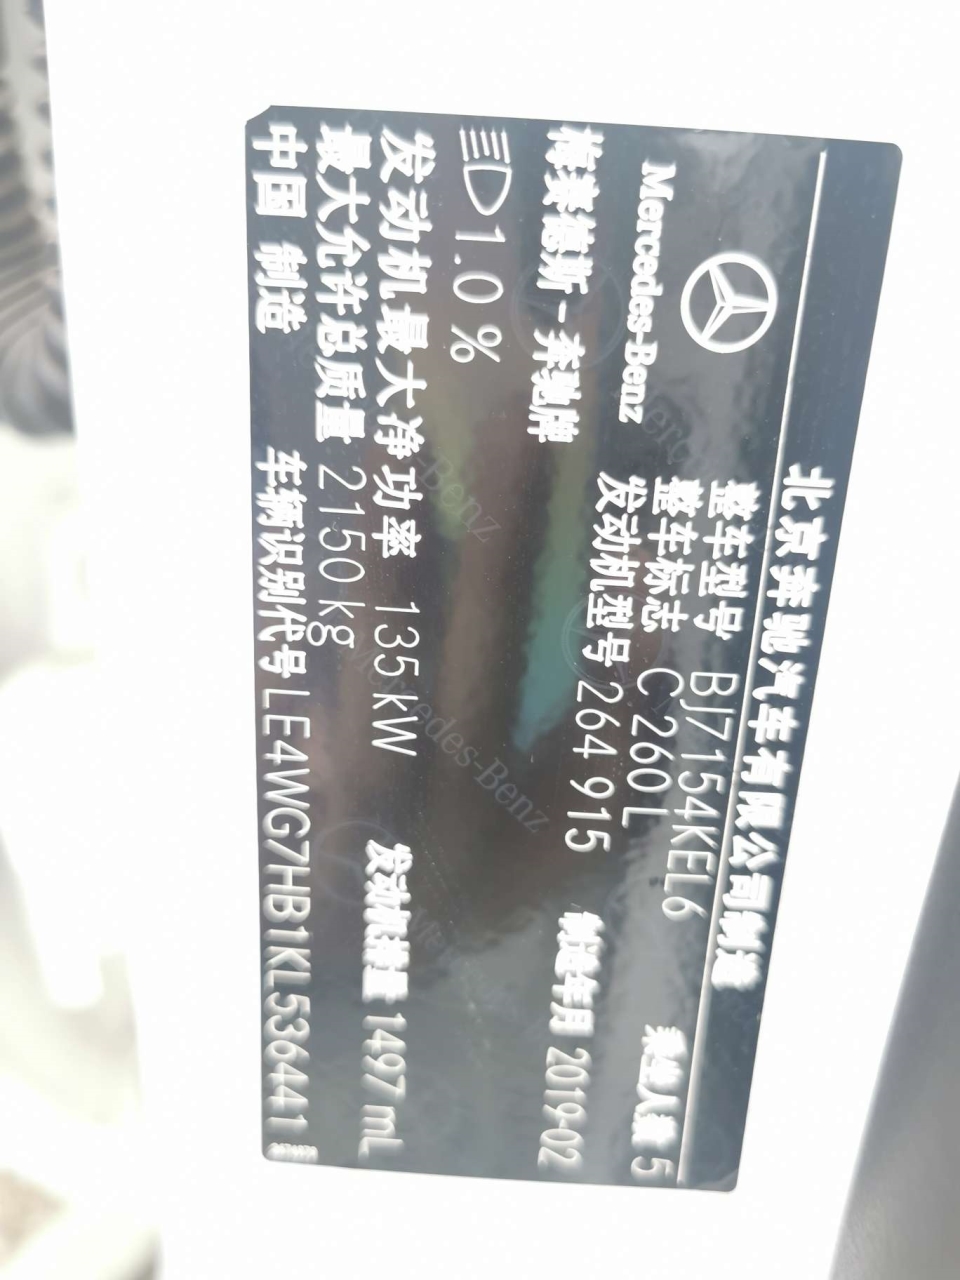 北京奔驰汽车有限公司制造
Mercedes-Benz
整车型号 BJ7154KEL6
整车标志 C 260 L
乘坐人数 5
梅赛德斯-奔驰牌
发动机型号 264 915
制造年月 2019-02
1.0 %
发动机最大净功率 135 kW
发动机排量 1497 mL
最大允许总质量 2150 kg
中国 制造
车辆识别代号 LE4WG7HB1KL536441